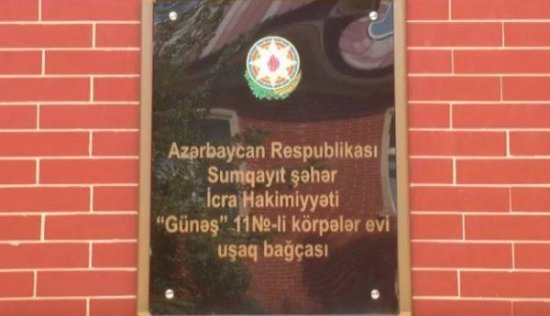 Azərbaycan Respublikası
Sumqayıt şəhər
İcra Hakimiyyəti
“Günəş” 11№-li körpələr evi
uşaq bağçası